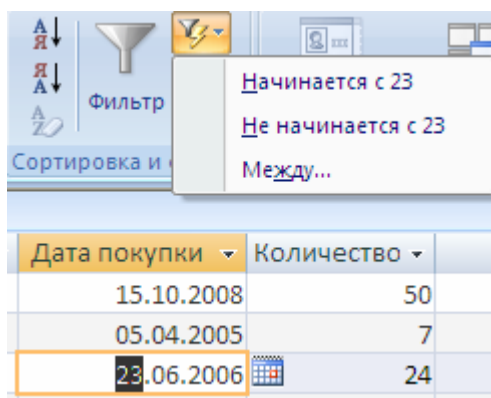 А
Я
Я
А
A
Z
Фильтр
Начинается с 23
Не начинается с 23
Между...
Сортировка и
Дата покупки Количество
15.10.2008 50
05.04.2005 7
23.06.2006 24